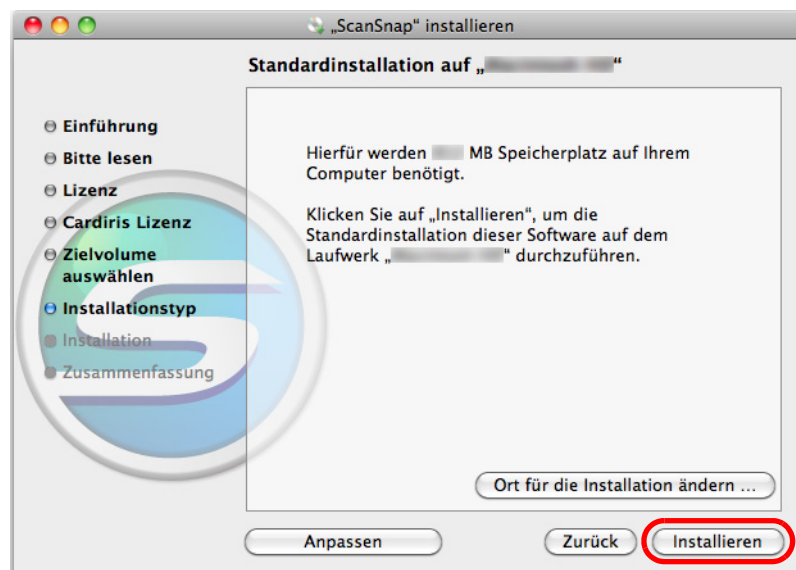 „ScanSnap“ installieren
Standardinstallation auf „ “
Einführung
Bitte lesen
Lizenz
Cardiris Lizenz
Zielvolume
auswählen
Installationstyp
Installation
Zusammenfassung
Hierfür werden MB Speicherplatz auf Ihrem
Computer benötigt.
Klicken Sie auf „Installieren“, um die
Standardinstallation dieser Software auf dem
Laufwerk „ “ durchzuführen.
Ort für die Installation ändern ...
Anpassen
Zurück
Installieren